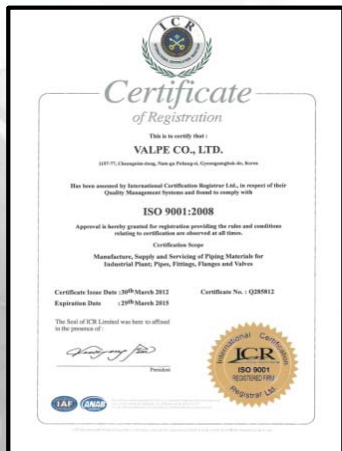 ICR
Certificate
of Registration
This is to certify that :
VALPE CO., LTD.
Has been assessed by International Certification Registrar Ltd., in respect of their
Quality Management Systems and found to comply with
ISO 9001:2008
Approval is hereby granted for registration providing the rules and conditions
relating to certification are observed at all times.
Certification Scope
Manufacture, Supply and Servicing of Piping Materials for
Industrial Plant; Pipes, Fittings, Flanges and Valves
Certificate Issue Date :30th March 2012
Certificate No. : Q285812
Expiration Date :29th March 2015
The Seal of ICR Limited was here to affixed
in the presence of :
President
International Certification
ICR
ISO 9001
REGISTERED FIRM
Registrar Ltd.
IAF
ANAB